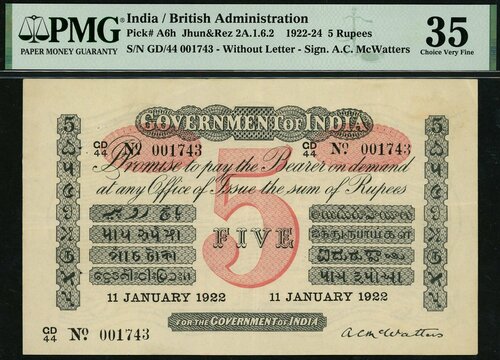 PMG
PAPER MONEY GUARANTY
India / British Administration
Pick# A6h Jhun&Rez 2A.1.6.2 1922-24 5 Rupees
S/N GD/44 001743 - Without Letter - Sign. A.C. McWatters
35
Choice Very Fine
GOVERNMENT OF INDIA
CD/44 Nº 001743 CD/44 Nº 001743
Promise to pay the Bearer on demand
at any Office of Issue the sum of Rupees
5
FIVE
પાંચ રુપૈઆ
11 JANUARY 1922 11 JANUARY 1922
CD/44 Nº 001743
FOR THE GOVERNMENT OF INDIA
A.C. McWatters